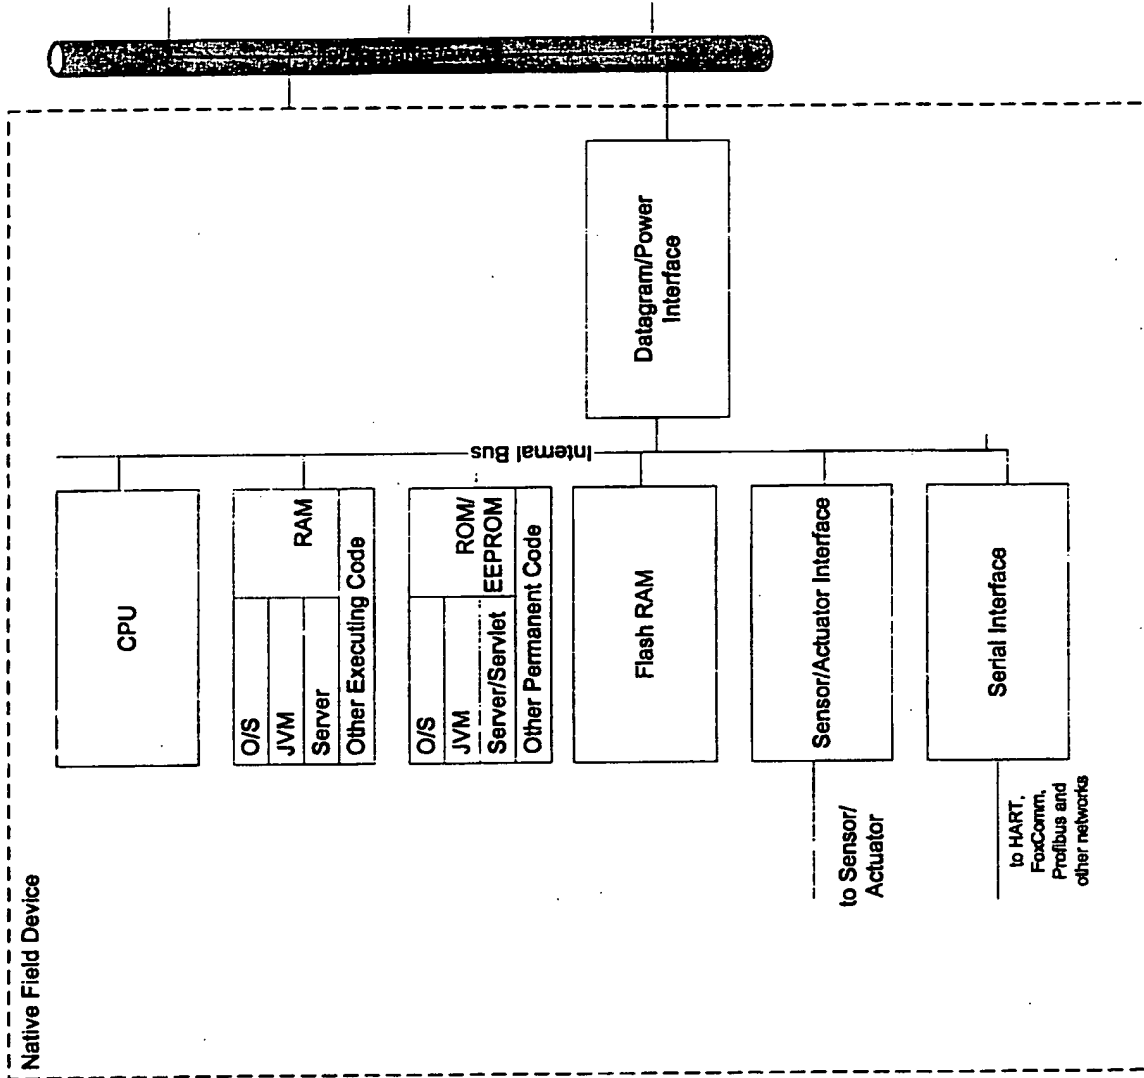 Native Field Device
CPU
O/S
JVM
Server
Other Executing Code
RAM
O/S
JVM
Server/Servlet
Other Permanent Code
ROM/
EEPROM
Flash RAM
Sensor/Actuator Interface
Serial Interface
to Sensor/
Actuator
to HART,
FoxComm,
Profibus and
other networks
Internal Bus
Datagram/Power
Interface